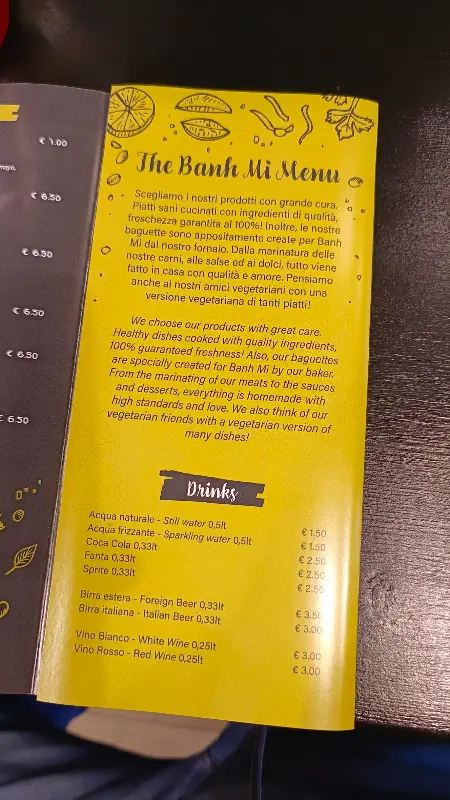 € 1.00
€ 6.50
€ 6.50
€ 6.50
€ 6.50
€ 6.50
The Banh Mi Menu
Scegliamo i nostri prodotti con grande cura.
Piatti sani cucinati con ingredienti di qualità,
freschezza garantita al 100%! Inoltre, le nostre
baguette sono appositamente create per Banh
Mi dal nostro fornaio. Dalla marinatura delle
nostre carni, alle salse ed ai dolci, tutto viene
fatto in casa con qualità e amore. Pensiamo
anche ai nostri amici vegetariani con una
versione vegetariana di tanti piatti!
We choose our products with great care.
Healthy dishes cooked with quality ingredients,
100% guaranteed freshness! Also, our baguettes
are specially created for Banh Mi by our baker.
From the marinating of our meats to the sauces
and desserts, everything is homemade with
high standards and love. We also think of our
vegetarian friends with a vegetarian version of
many dishes!
Drinks
Acqua naturale - Still water 0,5lt € 1.50
Acqua frizzante - Sparkling water 0,5lt € 1.50
Coca Cola 0,33lt € 2.50
Fanta 0,33lt € 2.50
Sprite 0,33lt € 2.50
Birra estera - Foreign Beer 0,33lt € 3.50
Birra italiana - Italian Beer 0,33lt € 3.00
Vino Bianco - White Wine 0,25lt € 3.00
Vino Rosso - Red Wine 0,25lt € 3.00